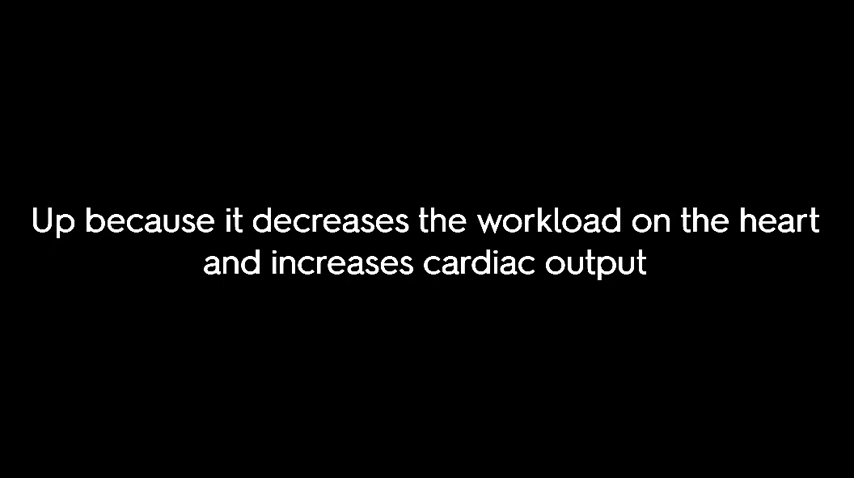 Up because it decreases the workload on the heart
and increases cardiac output